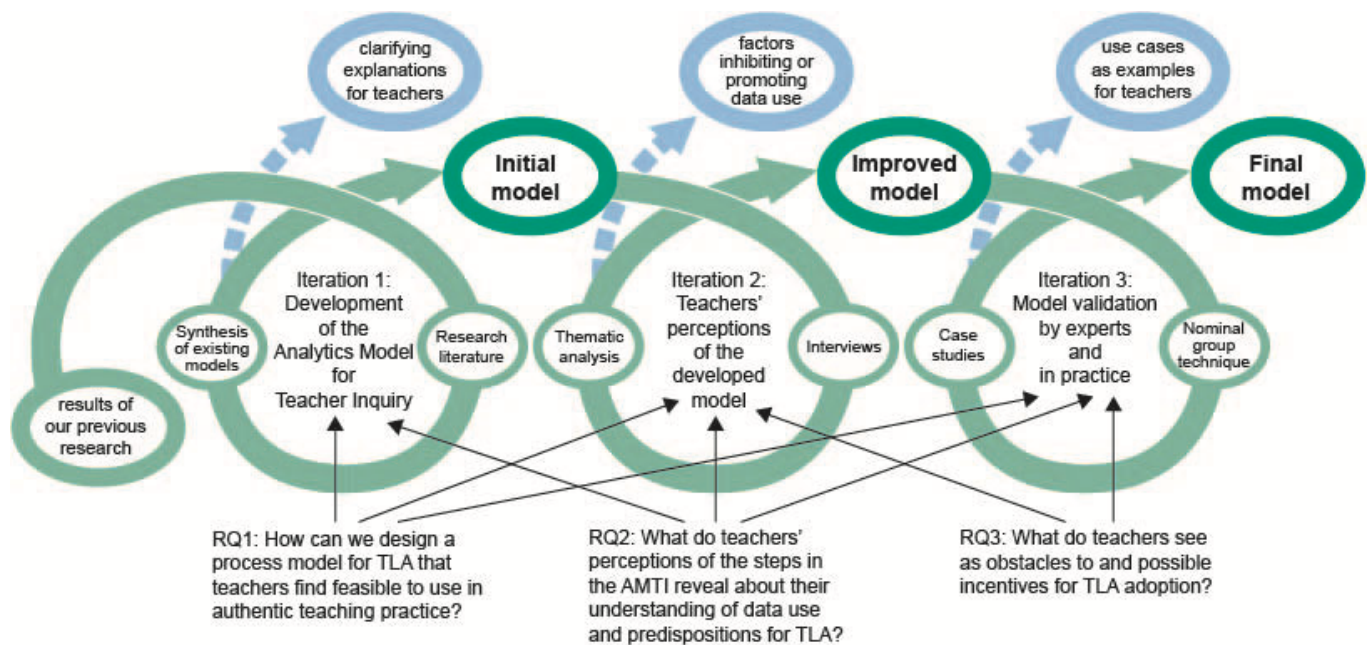 clarifying
explanations
for teachers
factors
inhibiting or
promoting
data use
use cases
as examples
for teachers
Initial
model
Improved
model
Final
model
Iteration 1:
Development
of the
Analytics Model
for
Teacher Inquiry
Iteration 2:
Teachers'
perceptions
of the
developed
model
Iteration 3:
Model validation
by experts
and
in practice
Synthesis
of existing
models
Research
literature
Thematic
analysis
Interviews
Case
studies
Nominal
group
technique
results of
our previous
research
RQ1: How can we design a
process model for TLA that
teachers find feasible to use in
authentic teaching practice?
RQ2: What do teachers'
perceptions of the steps in
the AMTI reveal about their
understanding of data use
and predispositions for TLA?
RQ3: What do teachers see
as obstacles to and possible
incentives for TLA adoption?